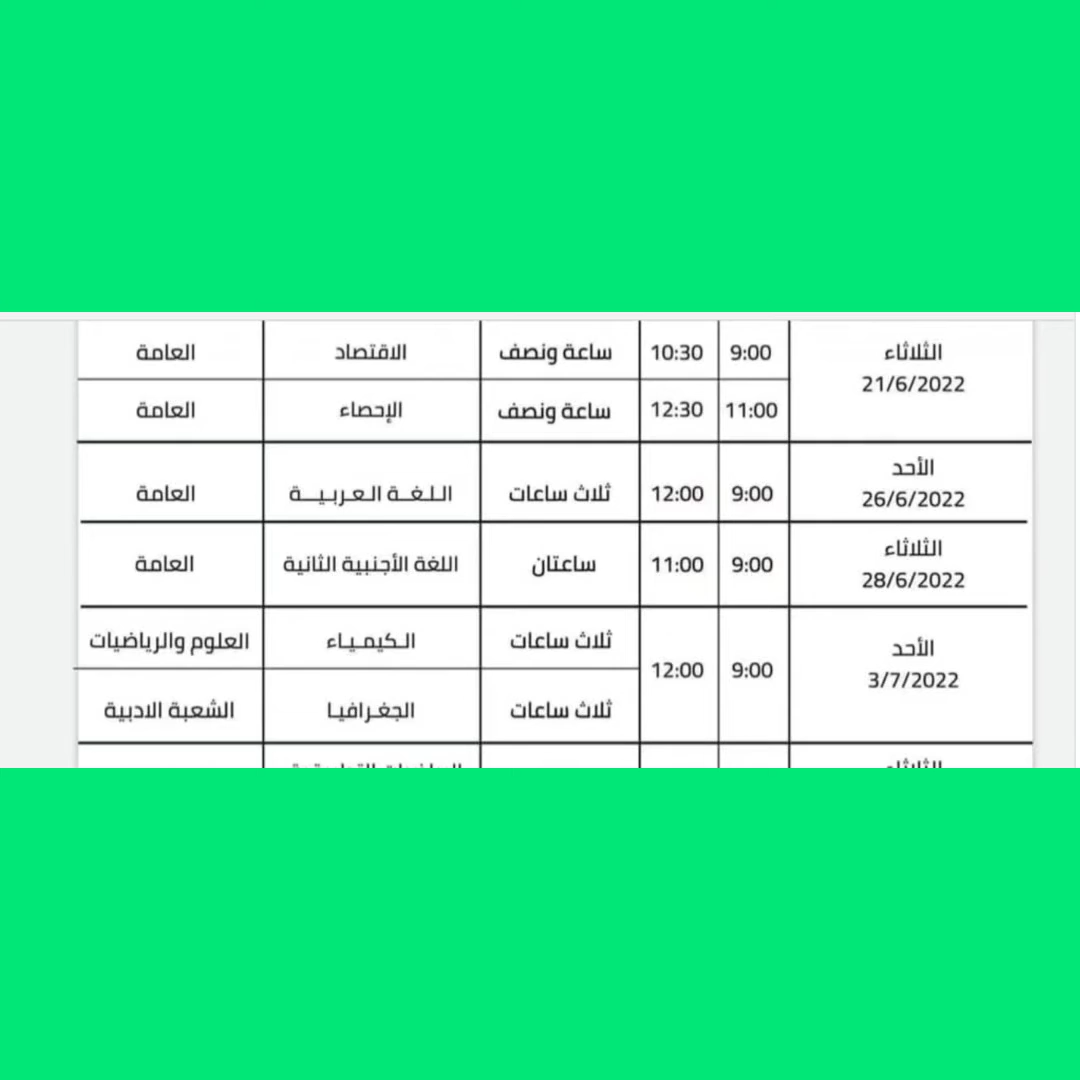 الثلاثاء
21/6/2022
9:00 10:30 ساعة ونصف الاقتصاد العامة
11:00 12:30 ساعة ونصف الإحصاء العامة
الأحد
26/6/2022
9:00 12:00 ثلاث ساعات اللغة العربية العامة
الثلاثاء
28/6/2022
9:00 11:00 ساعتان اللغة الأجنبية الثانية العامة
الأحد
3/7/2022
9:00 12:00
ثلاث ساعات الكيمياء العلوم والرياضيات
ثلاث ساعات الجغرافيا الشعبة الادبية
الثلاثاء